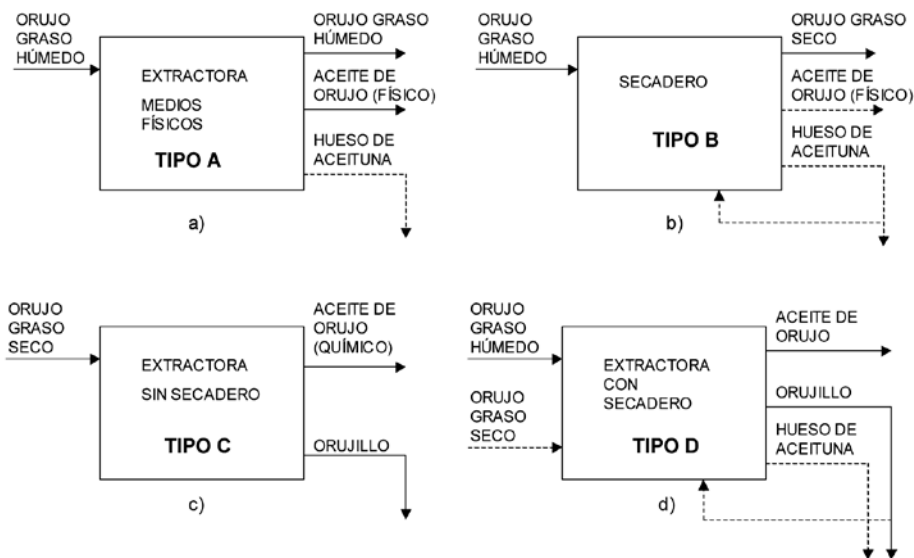 ORUJO
GRASO
HÚMEDO
EXTRACTORA
MEDIOS
FÍSICOS
TIPO A
ORUJO GRASO
HÚMEDO
ACEITE DE
ORUJO (FÍSICO)
HUESO DE
ACEITUNA
a)
ORUJO
GRASO
HÚMEDO
SECADERO
TIPO B
ORUJO GRASO
SECO
ACEITE DE
ORUJO (FÍSICO)
HUESO DE
ACEITUNA
b)
ORUJO
GRASO
SECO
EXTRACTORA
SIN SECADERO
TIPO C
ACEITE DE
ORUJO
(QUÍMICO)
ORUJILLO
c)
ORUJO
GRASO
HÚMEDO
ORUJO
GRASO
SECO
EXTRACTORA
CON
SECADERO
TIPO D
ACEITE DE
ORUJO
ORUJILLO
HUESO DE
ACEITUNA
d)